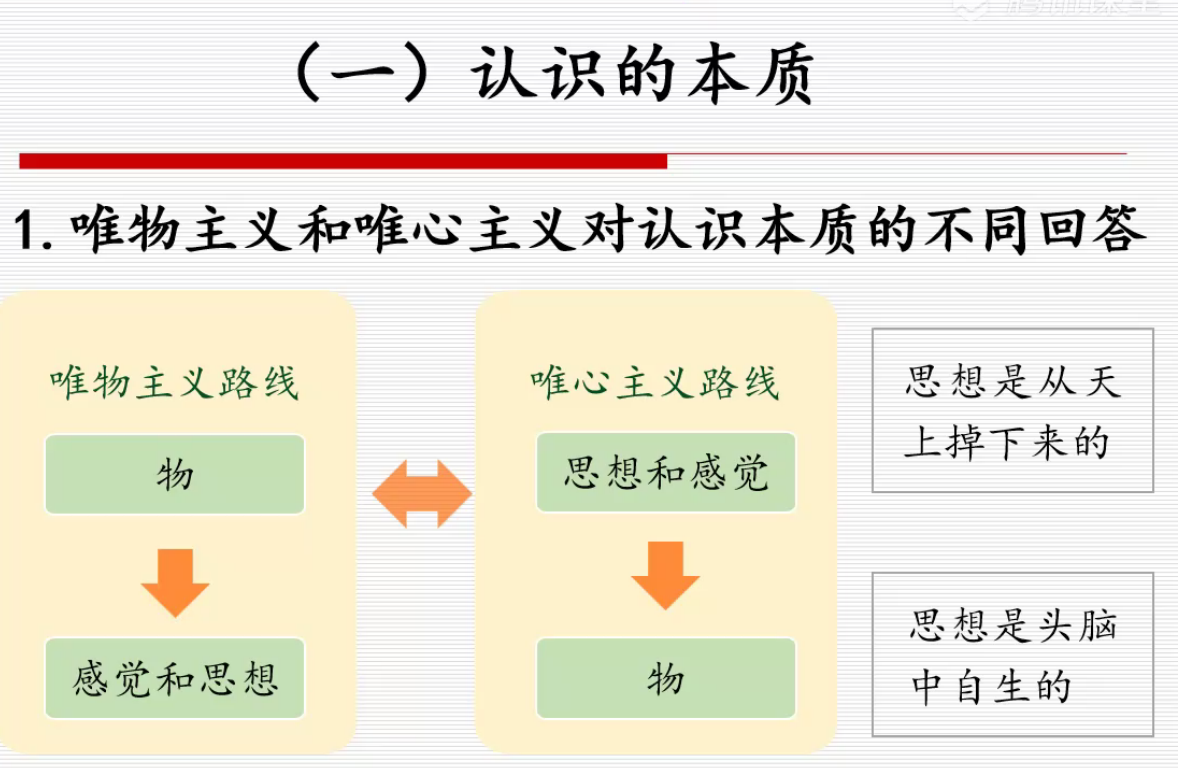 （一）认识的本质
1.唯物主义和唯心主义对认识本质的不同回答
唯物主义路线
物
感觉和思想
唯心主义路线
思想和感觉
物
思想是从天
上掉下来的
思想是头脑
中自生的